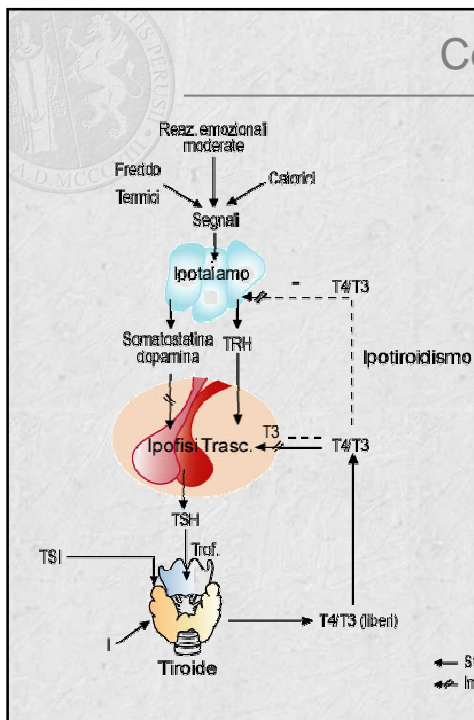 Reaz. emozionali
moderate
Freddo
Termici
Calorici
Segnali
Ipotalamo
- T4/T3
Somatostatina
dopamina
TRH
Ipotiroidismo
T3
Ipofisi Trasc.
T4/T3
TSH
Trof.
TSI
I
T4/T3 (liberi)
Tiroide